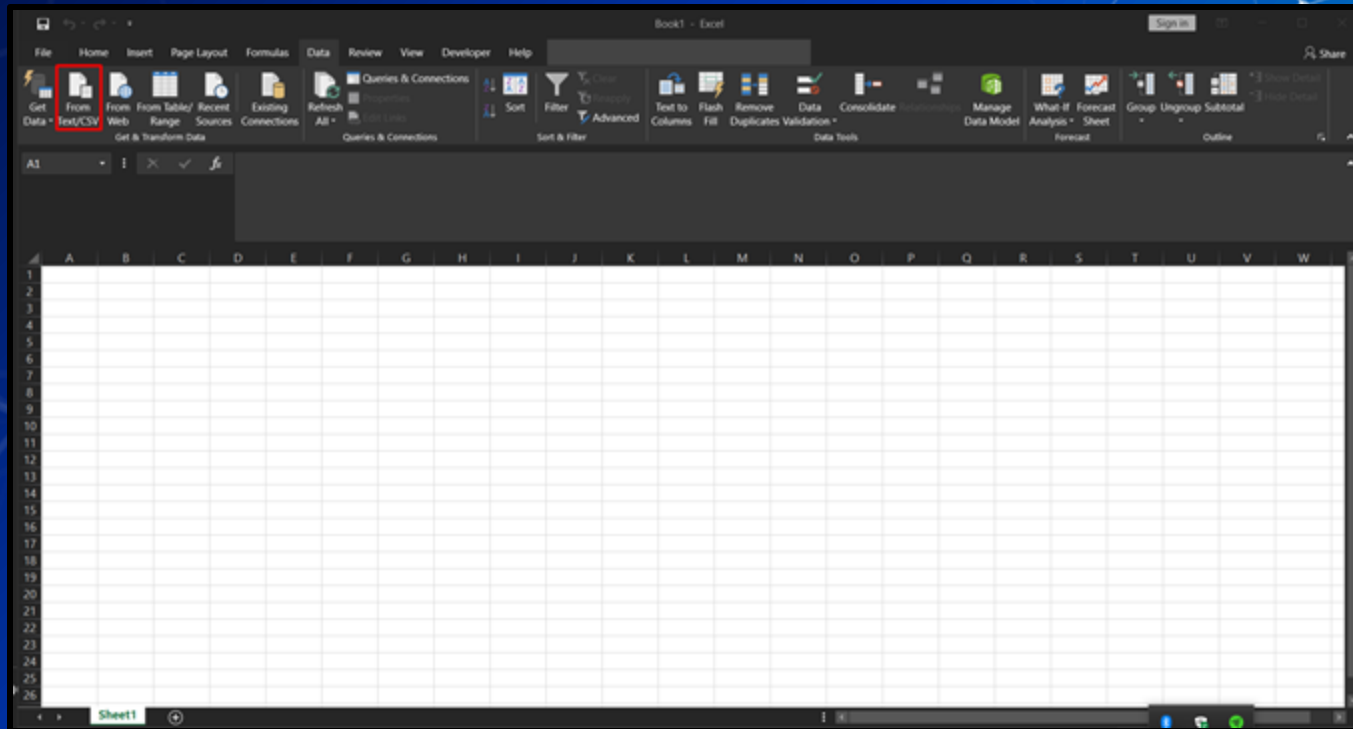 Book1 - Excel
Sign in
File Home Insert Page Layout Formulas Data Review View Developer Help
Share
Get Data
From Text/CSV
From Web
From Table/ Range
Recent Sources
Existing Connections
Get & Transform Data
Refresh All
Queries & Connections
Properties
Edit Links
Queries & Connections
Sort
Filter
Clear
Reapply
Advanced
Sort & Filter
Text to Columns
Flash Fill
Remove Duplicates
Data Validation
Consolidate
Relationships
Manage Data Model
Data Tools
What-If Analysis
Forecast Sheet
Forecast
Group
Ungroup
Subtotal
Show Detail
Hide Detail
Outline
A1
fx
A B C D E F G H I J K L M N O P Q R S T U V W
1
2
3
4
5
6
7
8
9
10
11
12
13
14
15
16
17
18
19
20
21
22
23
24
25
26
Sheet1